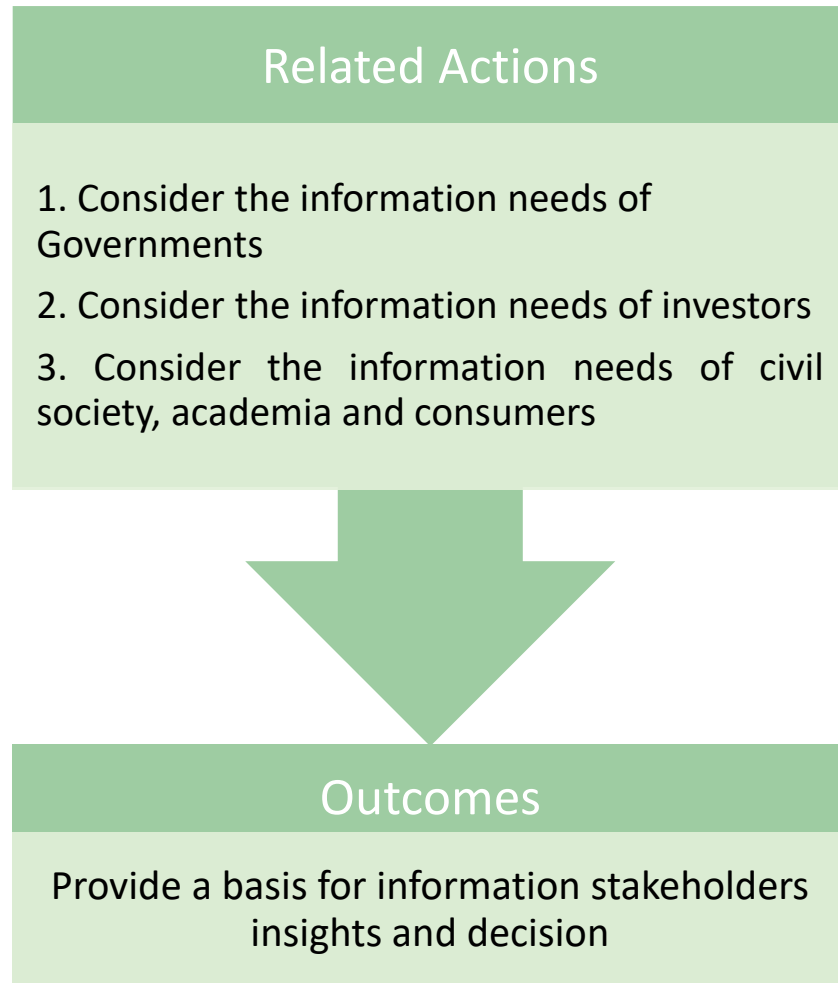 Related Actions
1. Consider the information needs of
Governments
2. Consider the information needs of investors
3. Consider the information needs of civil
society, academia and consumers
Outcomes
Provide a basis for information stakeholders
insights and decision